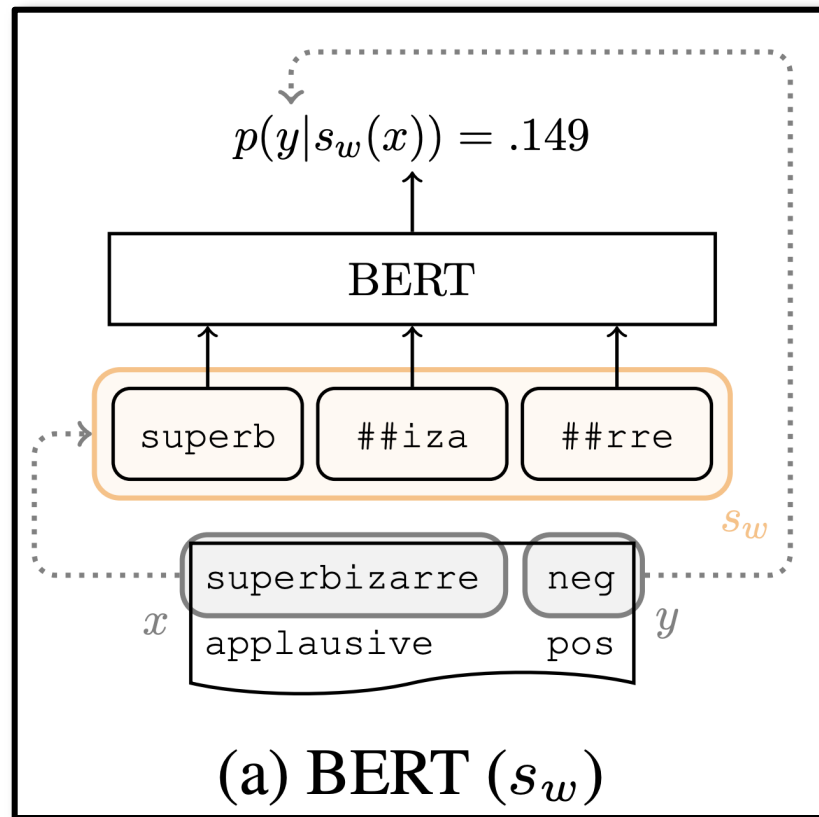 p(y|s_w(x)) = .149
BERT
superb ##iza ##rre
s_w
superbizarre neg
x y
applausive pos
(a) BERT (s_w)